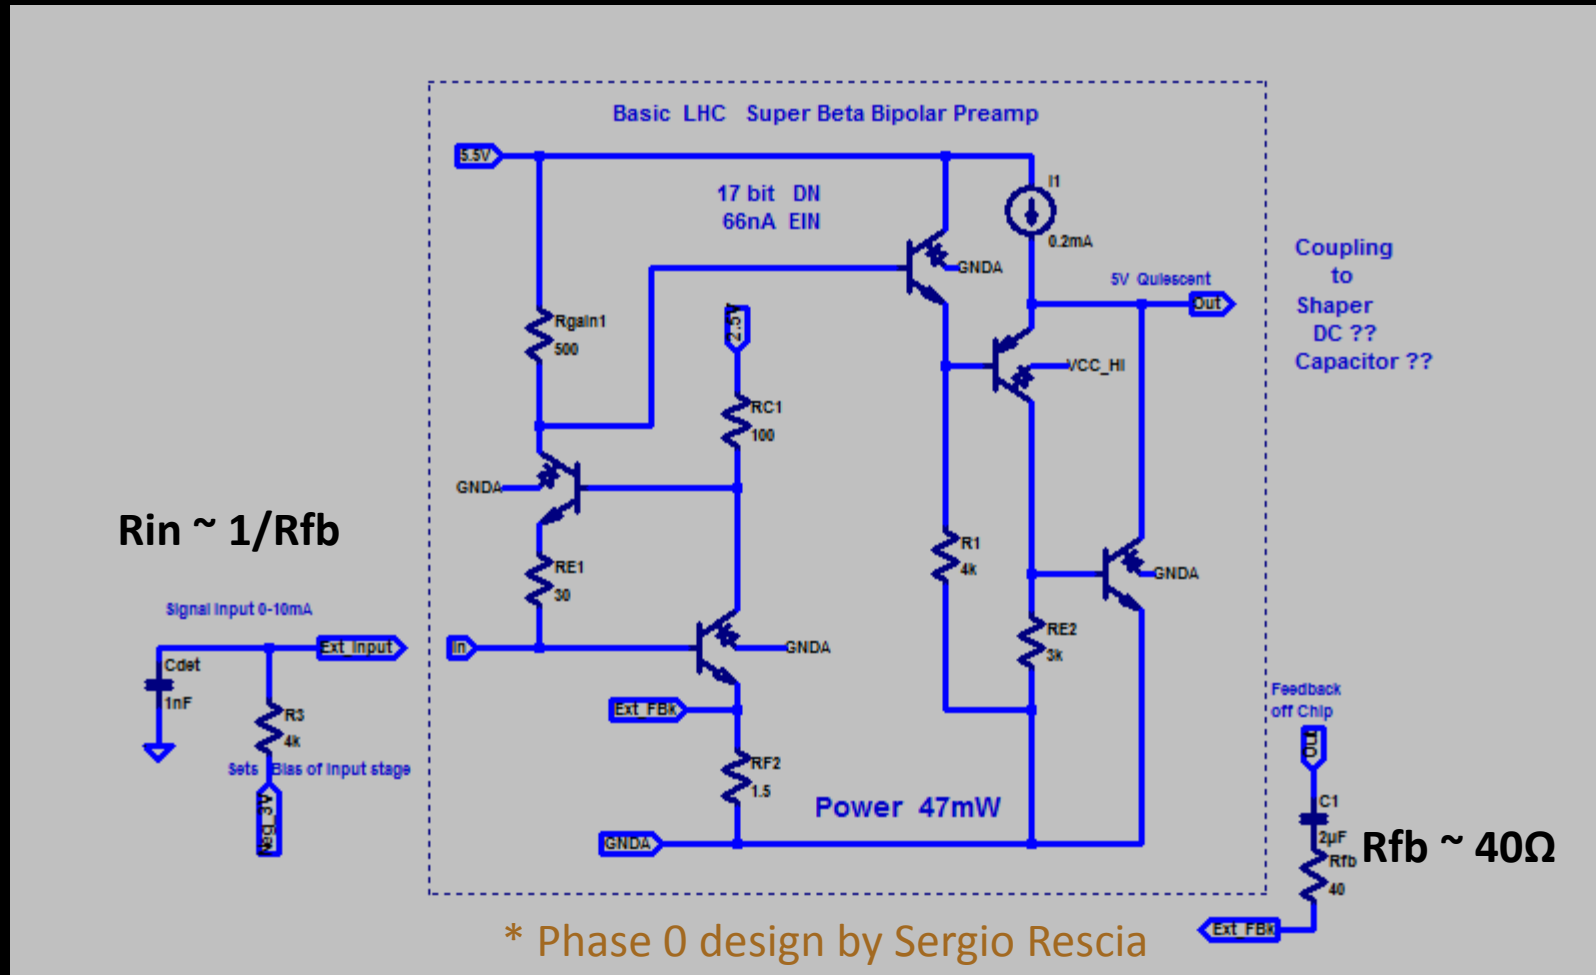 Basic LHC Super Beta Bipolar Preamp
5.5V
17 bit DN
66nA EIN
I1
0.2mA
GNDA
5V Quiescent
Out
Coupling
to
Shaper
DC ??
Capacitor ??
Rgain1
500
2.5V
VCC_HI
RC1
100
GNDA
Rin ~ 1/Rfb
RE1
30
R1
4k
GNDA
Signal Input 0-10mA
Ext_Input
In
GNDA
RE2
3k
Cdet
1nF
R3
4k
Sets Bias of Input stage
Neg_3V
Ext_FBk
RF2
1.5
Power 47mW
GNDA
Feedback
off Chip
Out
C1
2µF
Rfb
40
Rfb ~ 40Ω
Ext_FBk
* Phase 0 design by Sergio Rescia